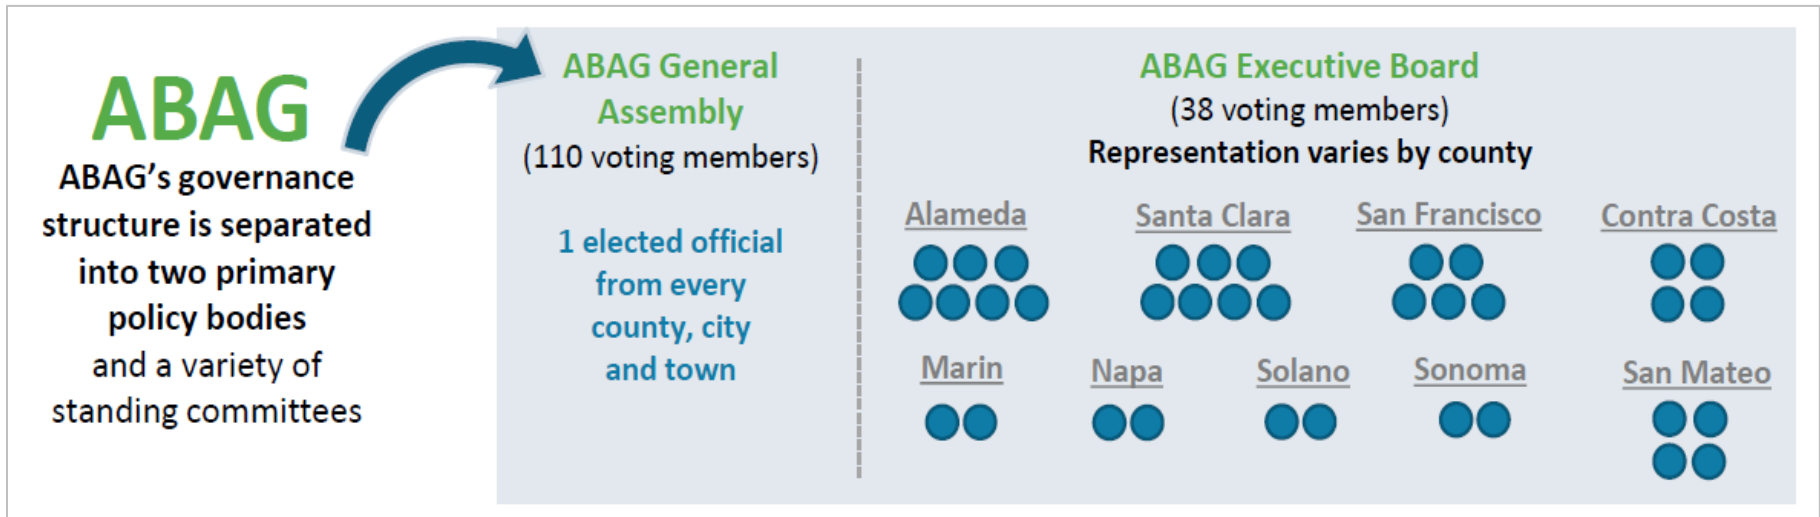 ABAG
ABAG's governance
structure is separated
into two primary
policy bodies
and a variety of
standing committees
ABAG General
Assembly
(110 voting members)
1 elected official
from every
county, city
and town
ABAG Executive Board
(38 voting members)
Representation varies by county
Alameda
Santa Clara
San Francisco
Contra Costa
Marin
Napa
Solano
Sonoma
San Mateo